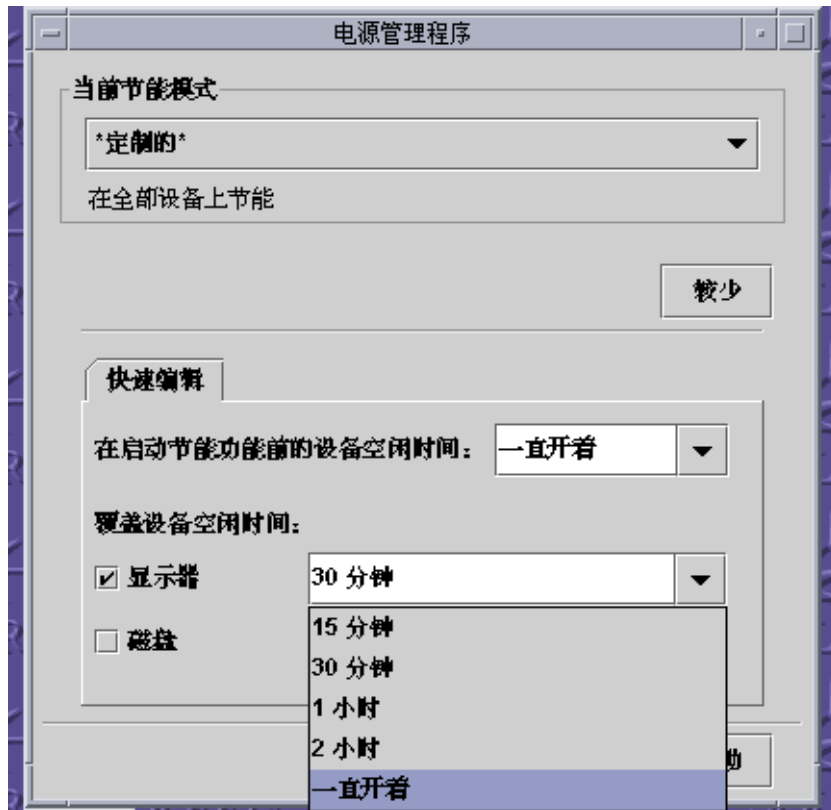 电源管理程序
当前节能模式
*定制的*
在全部设备上节能
较少
快速编辑
在启动节能功能前的设备空闲时间： 一直开着
覆盖设备空闲时间：
显示器 30 分钟
15 分钟
磁盘
30 分钟
1 小时
2 小时
助
一直开着